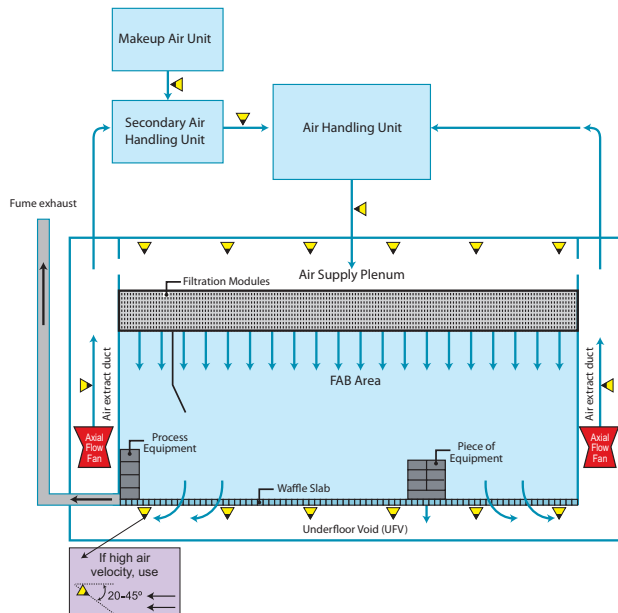 Makeup Air Unit
Secondary Air
Handling Unit
Air Handling Unit
Fume exhaust
Air Supply Plenum
Filtration Modules
FAB Area
Air extract duct
Air extract duct
Axial
Flow
Fan
Axial
Flow
Fan
Process
Equipment
Piece of
Equipment
Waffle Slab
Underfloor Void (UFV)
If high air
velocity, use
20-45º